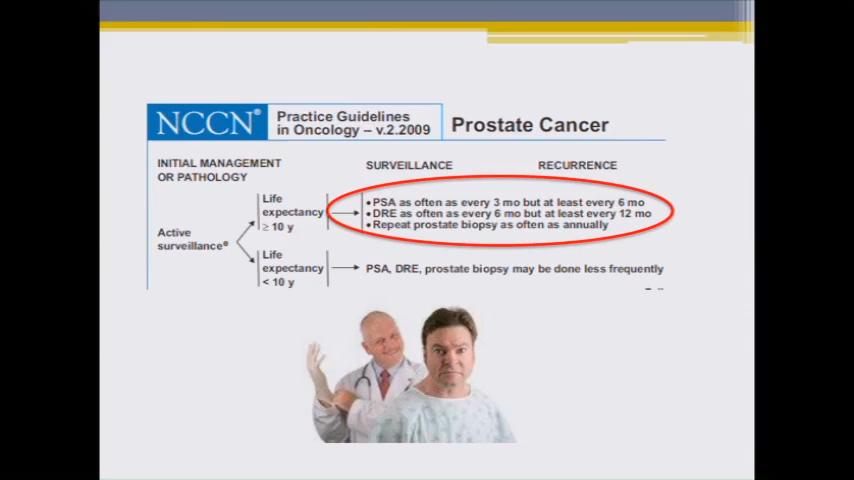 NCCN®
Practice Guidelines
in Oncology – v.2.2009
Prostate Cancer
INITIAL MANAGEMENT
OR PATHOLOGY
SURVEILLANCE
RECURRENCE
Active
surveillanceᵉ
Life
expectancy
≥ 10 y
• PSA as often as every 3 mo but at least every 6 mo
• DRE as often as every 6 mo but at least every 12 mo
• Repeat prostate biopsy as often as annually
Life
expectancy
< 10 y
PSA, DRE, prostate biopsy may be done less frequently